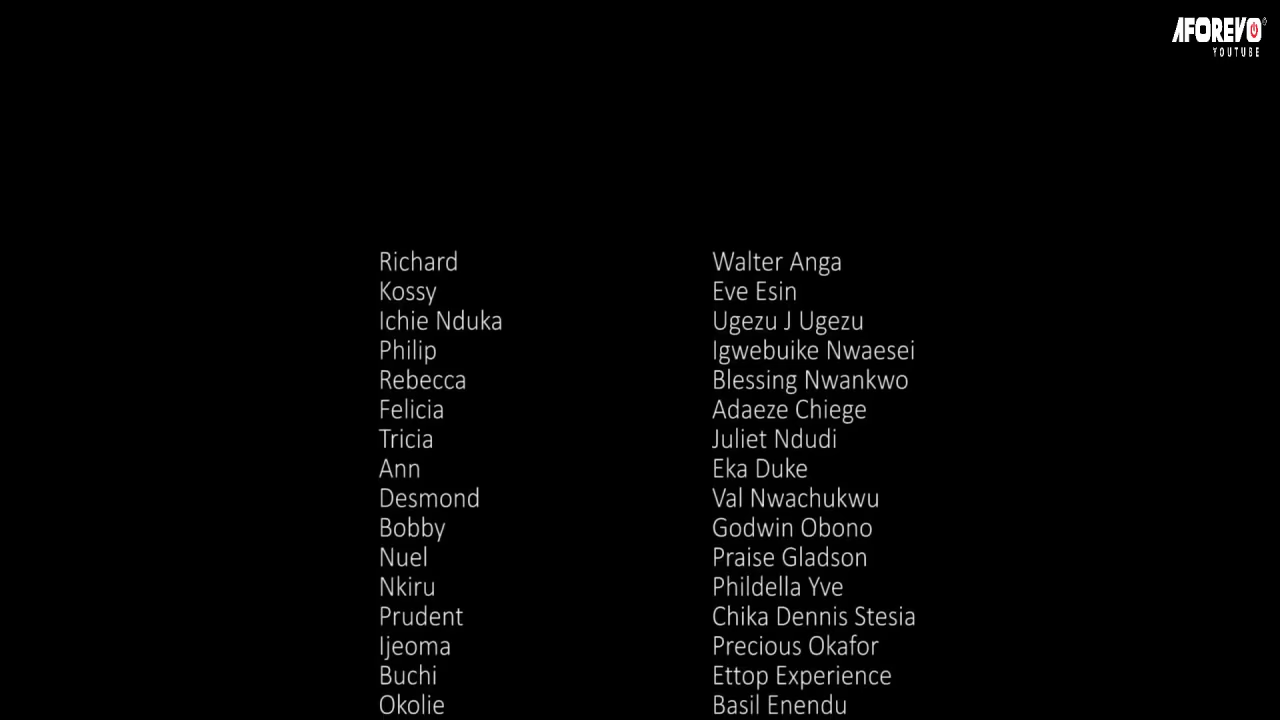 AFOREVO
YOUTUBE
Richard Walter Anga
Kossy Eve Esin
Ichie Nduka Ugezu J Ugezu
Philip Igwebuike Nwaesei
Rebecca Blessing Nwankwo
Felicia Adaeze Chiege
Tricia Juliet Ndudi
Ann Eka Duke
Desmond Val Nwachukwu
Bobby Godwin Obono
Nuel Praise Gladson
Nkiru Phildella Yve
Prudent Chika Dennis Stesia
Ijeoma Precious Okafor
Buchi Ettop Experience
Okolie Basil Enendu